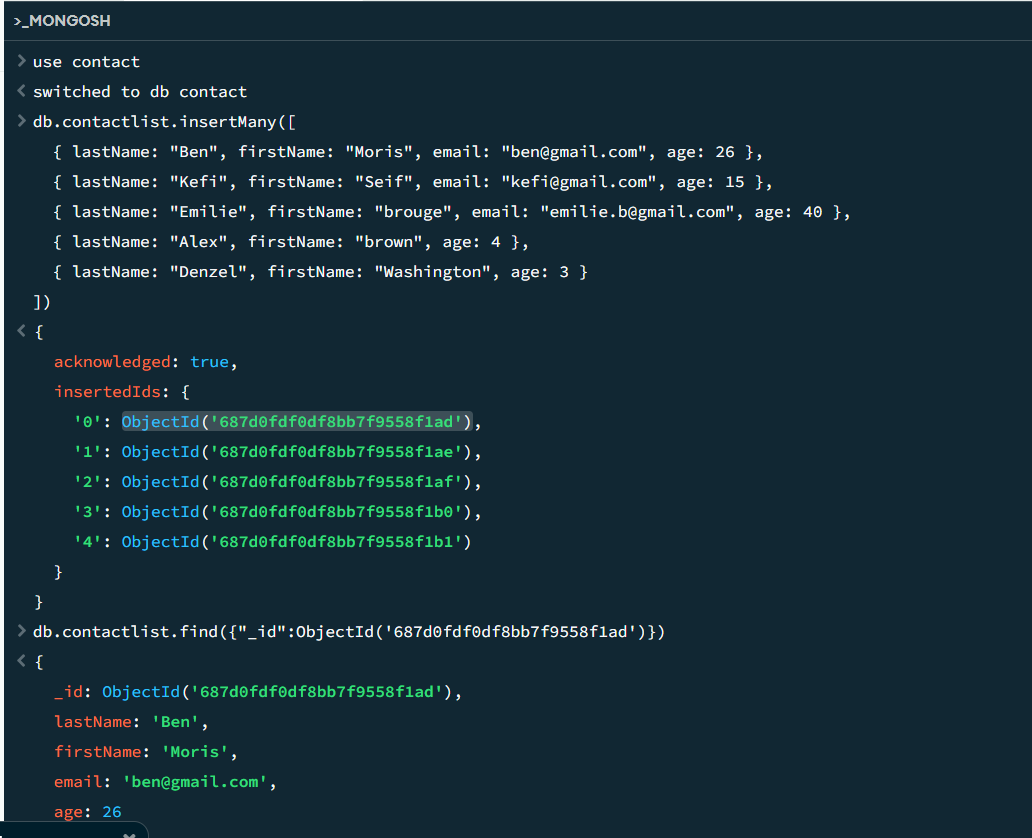 >_MONGOSH
> use contact
< switched to db contact
> db.contactlist.insertMany([
{ lastName: "Ben", firstName: "Moris", email: "ben@gmail.com", age: 26 },
{ lastName: "Kefi", firstName: "Seif", email: "kefi@gmail.com", age: 15 },
{ lastName: "Emilie", firstName: "brouge", email: "emilie.b@gmail.com", age: 40 },
{ lastName: "Alex", firstName: "brown", age: 4 },
{ lastName: "Denzel", firstName: "Washington", age: 3 }
])
< {
acknowledged: true,
insertedIds: {
'0': ObjectId('687d0fdf0df8bb7f9558f1ad'),
'1': ObjectId('687d0fdf0df8bb7f9558f1ae'),
'2': ObjectId('687d0fdf0df8bb7f9558f1af'),
'3': ObjectId('687d0fdf0df8bb7f9558f1b0'),
'4': ObjectId('687d0fdf0df8bb7f9558f1b1')
}
}
> db.contactlist.find({"_id":ObjectId('687d0fdf0df8bb7f9558f1ad')})
< {
_id: ObjectId('687d0fdf0df8bb7f9558f1ad'),
lastName: 'Ben',
firstName: 'Moris',
email: 'ben@gmail.com',
age: 26